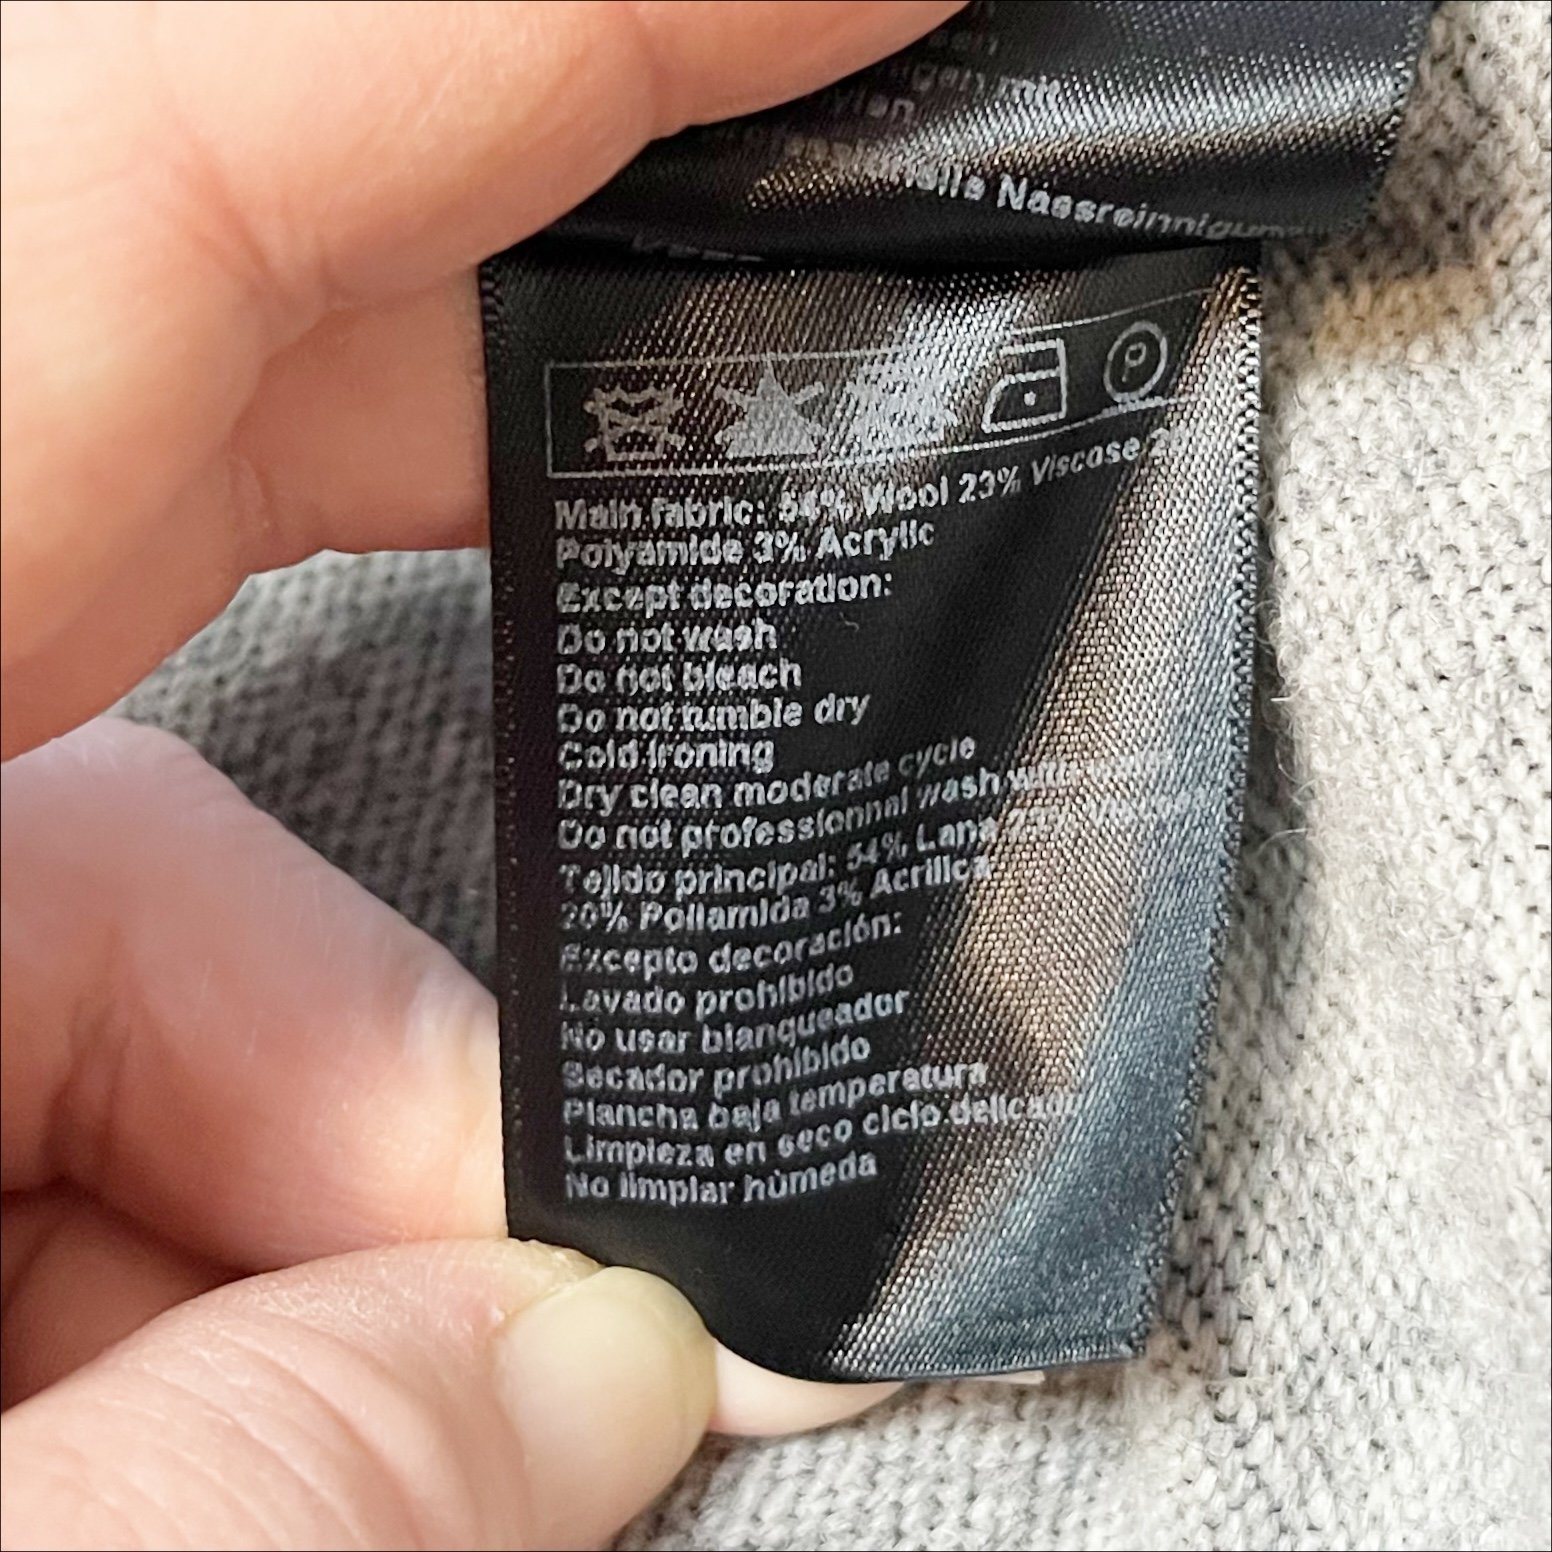 Nassreinnigun
P
Main fabric: 54% Wool 23% Viscose
Polyamide 3% Acrylic
Except decoration:
Do not wash
Do not bleach
Do not tumble dry
Cold ironing
Dry clean moderate cycle
Do not professionnal wash
Tejido principal: 54% Lana
20% Poliamida 3% Acrílica
Excepto decoración:
Lavado prohibido
No usar blanqueador
Secador prohibido
Plancha baja temperatura
Limpieza en seco ciclo delicado
No limpiar húmeda